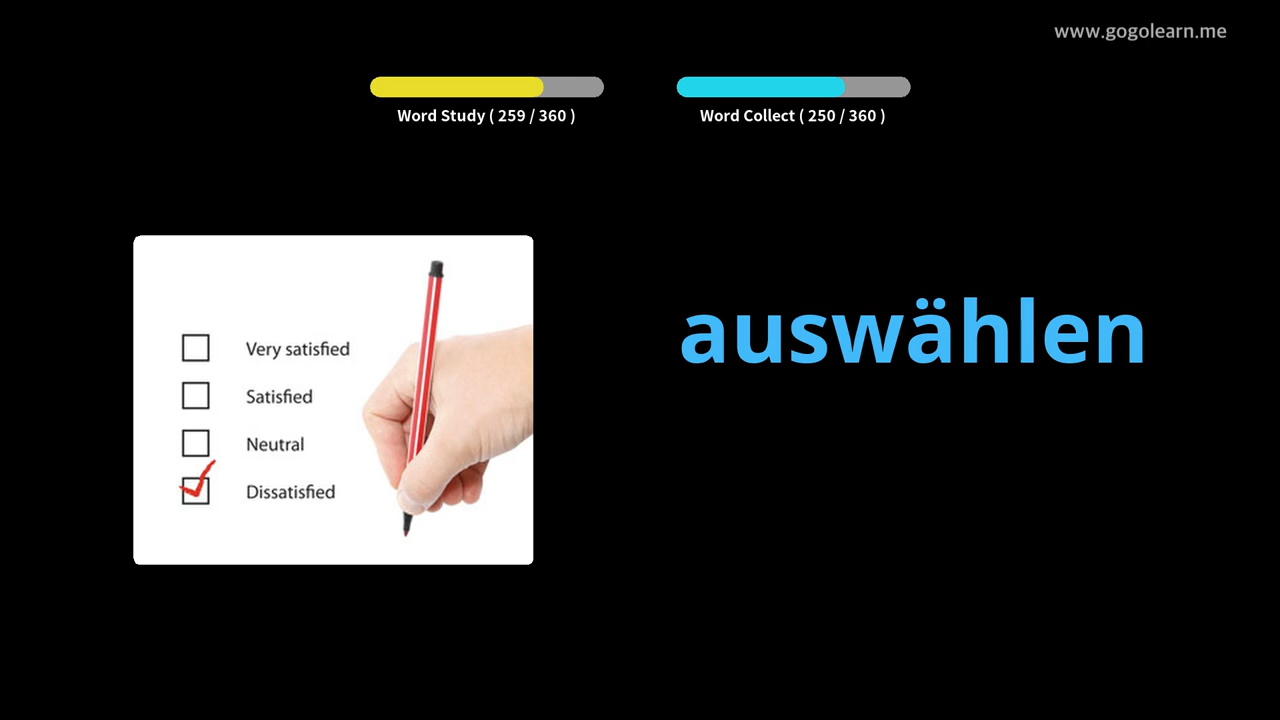 www.gogolearn.me
Word Study ( 259 / 360 )
Word Collect ( 250 / 360 )
Very satisfied
Satisfied
Neutral
Dissatisfied
auswählen